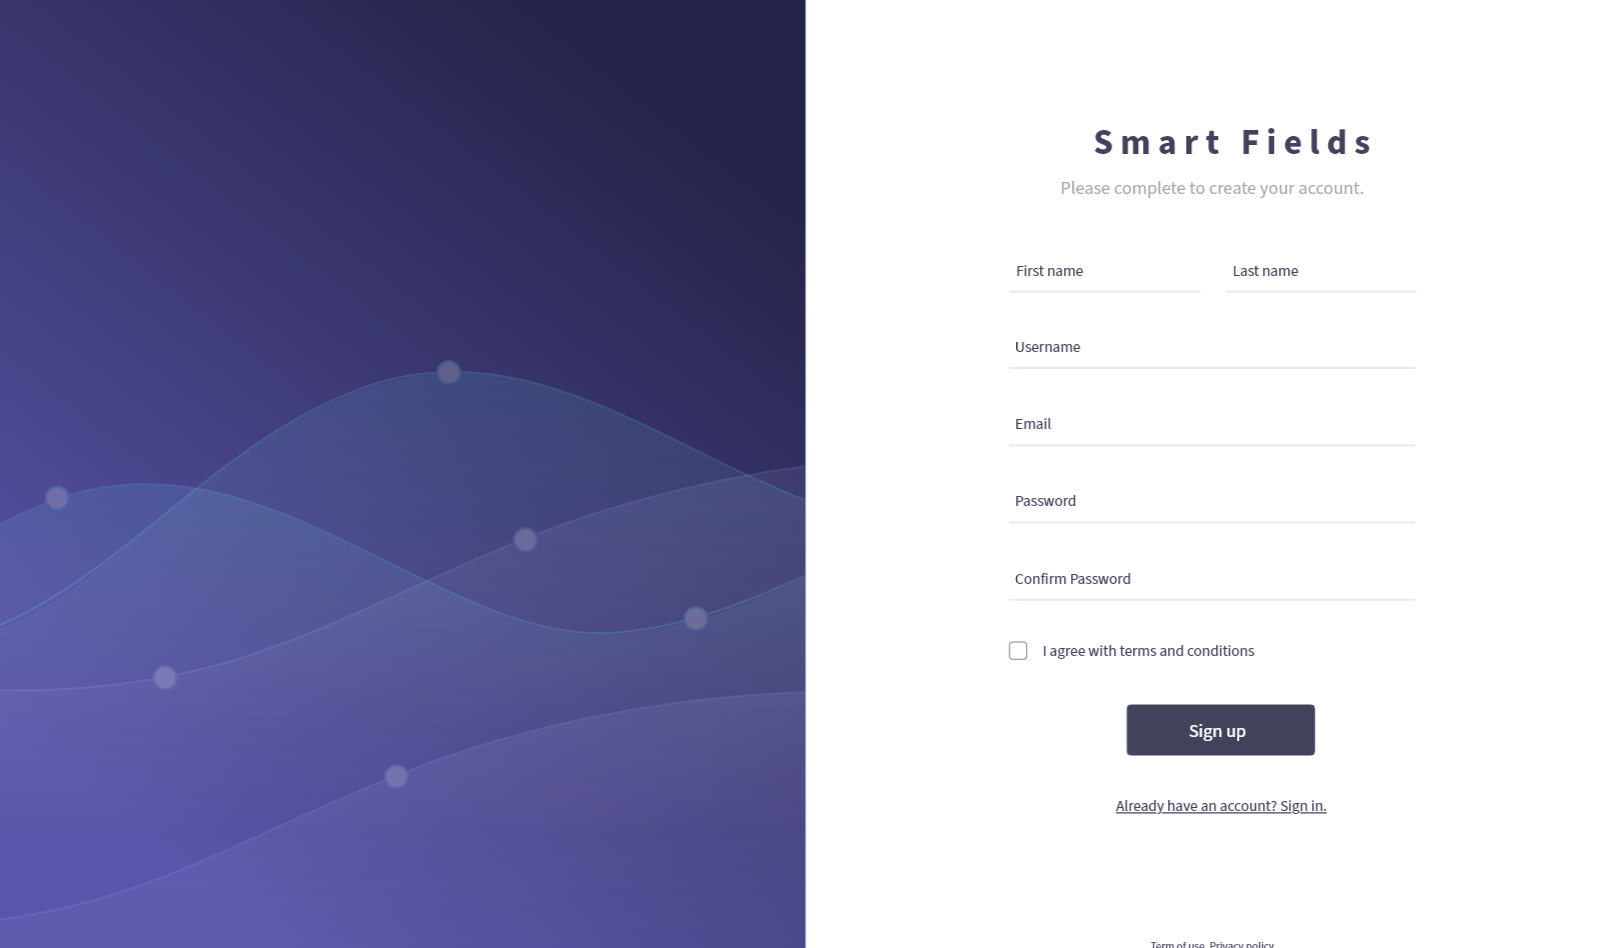 Smart Fields
Please complete to create your account.
First name Last name
Username
Email
Password
Confirm Password
I agree with terms and conditions
Sign up
Already have an account? Sign in.
Term of use. Privacy policy